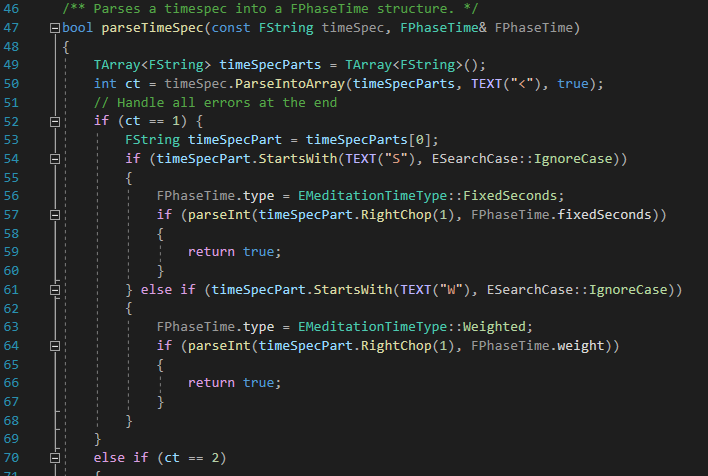 46 /** Parses a timespec into a FPhaseTime structure. */
47 bool parseTimeSpec(const FString timeSpec, FPhaseTime& FPhaseTime)
48 {
49     TArray<FString> timeSpecParts = TArray<FString>();
50     int ct = timeSpec.ParseIntoArray(timeSpecParts, TEXT("<"), true);
51     // Handle all errors at the end
52     if (ct == 1) {
53         FString timeSpecPart = timeSpecParts[0];
54         if (timeSpecPart.StartsWith(TEXT("S"), ESearchCase::IgnoreCase))
55         {
56             FPhaseTime.type = EMeditationTimeType::FixedSeconds;
57             if (parseInt(timeSpecPart.RightChop(1), FPhaseTime.fixedSeconds))
58             {
59                 return true;
60             }
61         } else if (timeSpecPart.StartsWith(TEXT("W"), ESearchCase::IgnoreCase))
62         {
63             FPhaseTime.type = EMeditationTimeType::Weighted;
64             if (parseInt(timeSpecPart.RightChop(1), FPhaseTime.weight))
65             {
66                 return true;
67             }
68         }
69     }
70     else if (ct == 2)
71     {